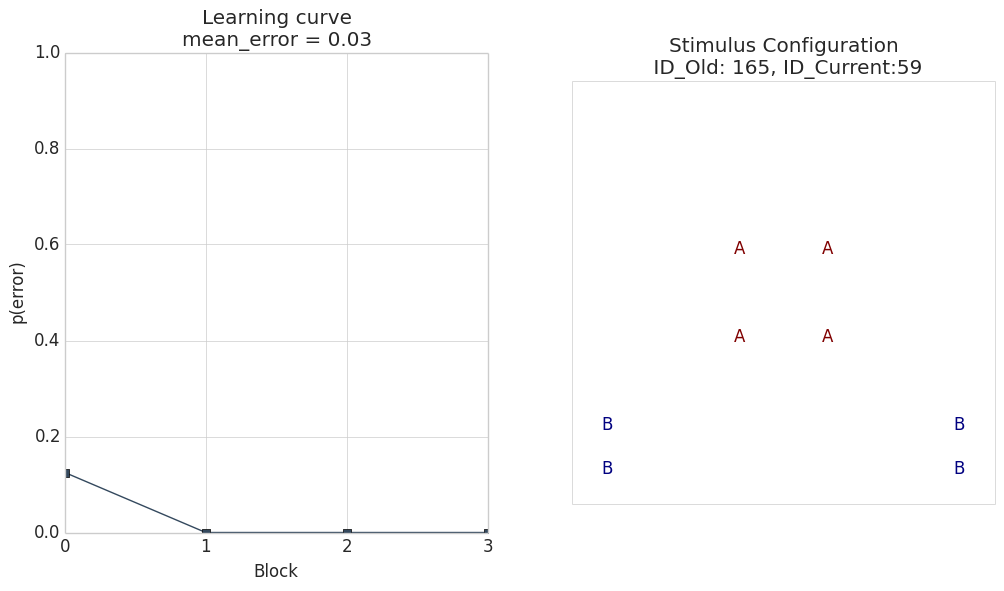 Learning curve
mean_error = 0.03
1.0
0.8
0.6
0.4
0.2
0.0
p(error)
0 1 2 3
Block
Stimulus Configuration
ID_Old: 165, ID_Current:59
A A
A A
B B
B B